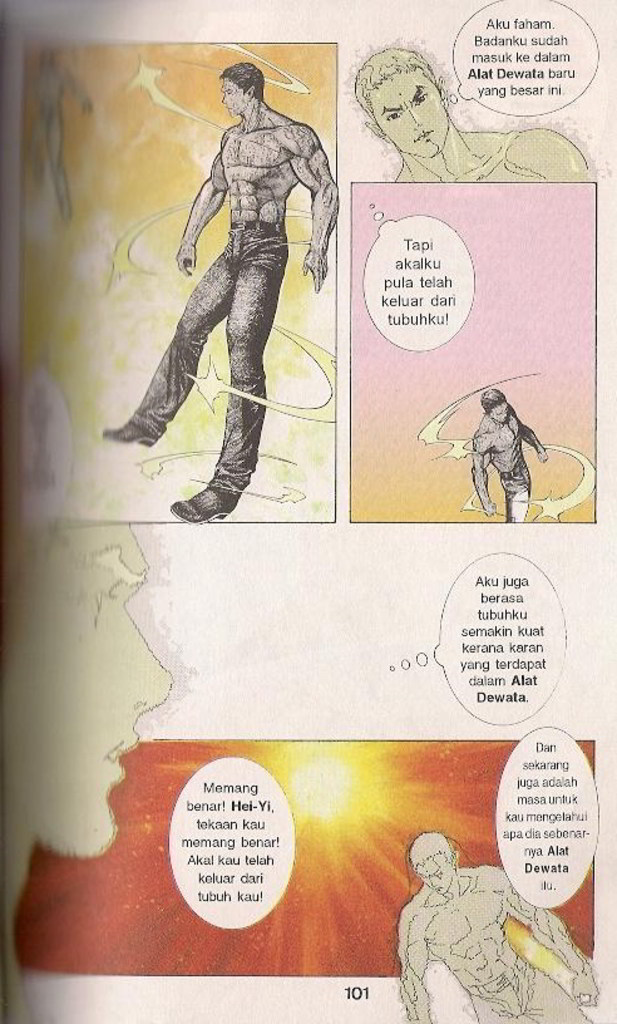 Aku faham.
Badanku sudah
masuk ke dalam
Alat Dewata baru
yang besar ini.
Tapi
akalku
pula telah
keluar dari
tubuhku!
Aku juga
berasa
tubuhku
semakin kuat
kerana karan
yang terdapat
dalam Alat
Dewata.
Memang
benar! Hei-Yi,
tekaan kau
memang benar!
Akal kau telah
keluar dari
tubuh kau!
Dan
sekarang
juga adalah
masa untuk
kau mengetahui
apa dia sebenar-
nya Alat
Dewata
itu.
101